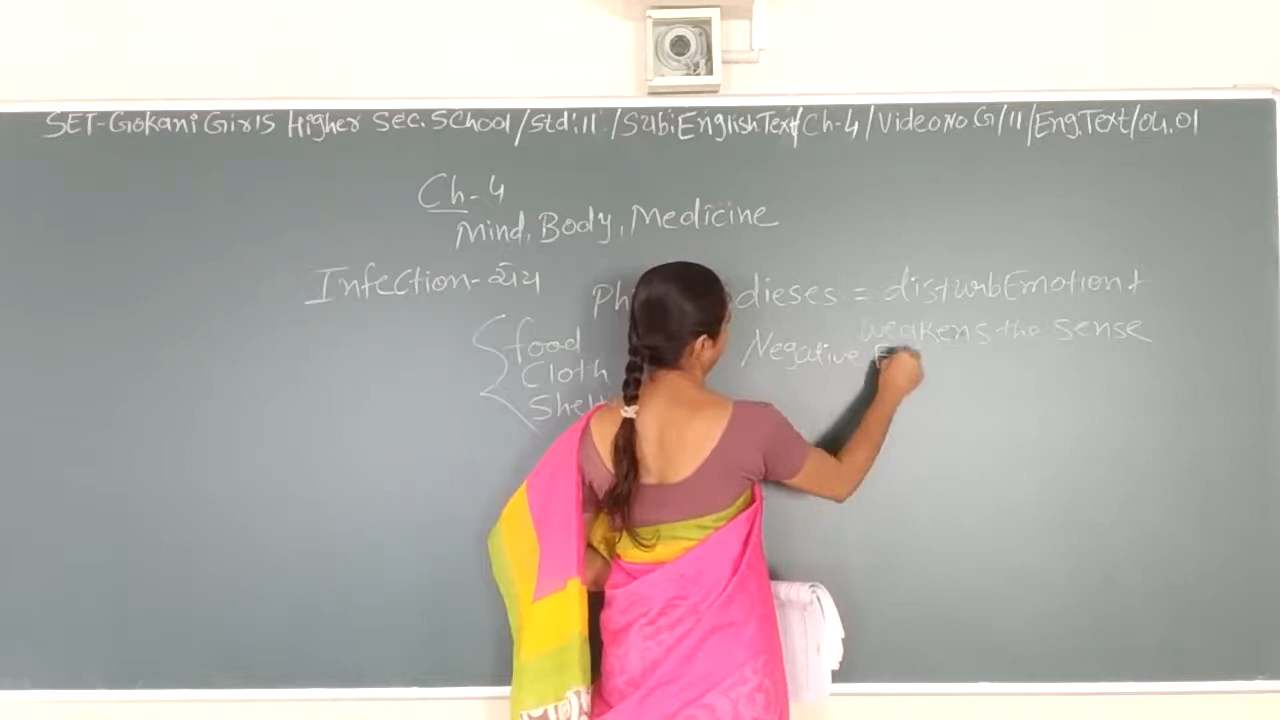 SET-Gokani Girls Higher Sec. School/Std:11/Sub:English Text/Ch-4/Video No.G/11/Eng.Text/04.01
Ch-4
Mind, Body, Medicine
Infection-
dieses = disturb Emotion +
weakens the sense
food
Cloth
Negative